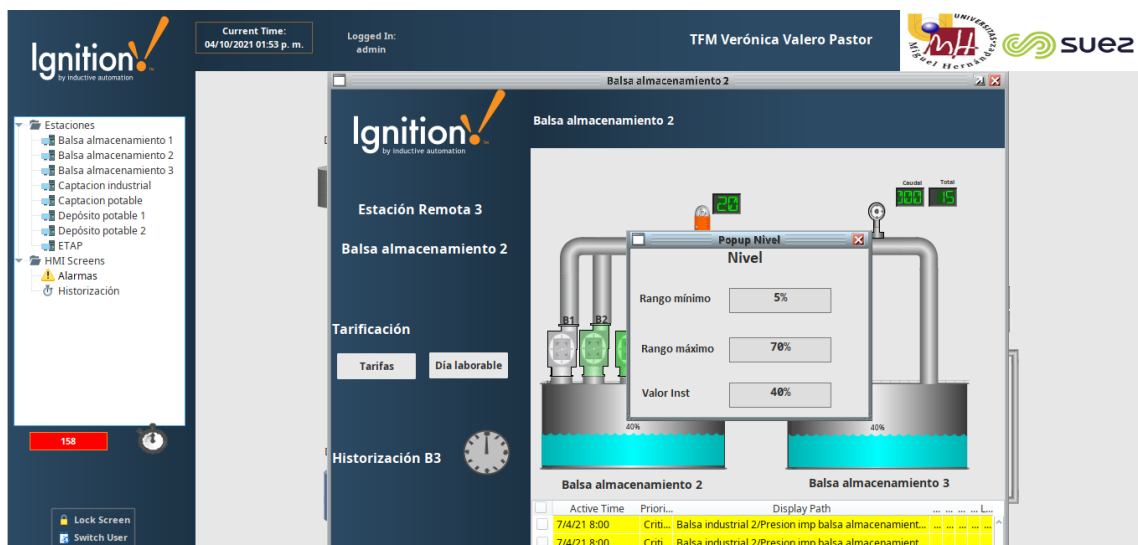 Ignition!
by inductive automation
Current Time:
04/10/2021 01:53 p. m.
Logged In:
admin
TFM Verónica Valero Pastor
UNIVERSITAS
Miguel Hernández
suez
Estaciones
Balsa almacenamiento 1
Balsa almacenamiento 2
Balsa almacenamiento 3
Captacion industrial
Captacion potable
Depósito potable 1
Depósito potable 2
ETAP
HMI Screens
Alarmas
Historización
158
Lock Screen
Switch User
Balsa almacenamiento 2
Ignition!
by inductive automation
Balsa almacenamiento 2
Estación Remota 3
Balsa almacenamiento 2
Tarificación
Tarifas
Día laborable
Historización B3
20
Caudal
Total
15
B1
B2
Popup Nivel
Nivel
Rango mínimo
5%
Rango máximo
70%
Valor Inst
40%
40%
40%
Balsa almacenamiento 2
Balsa almacenamiento 3
Active Time Priori... Display Path ... ... ... ... L...
7/4/21 8:00 Criti... Balsa industrial 2/Presion imp balsa almacenamient... ... ... ... ... ...
7/4/21 8:00 Criti... Balsa industrial 2/Presion imp balsa almacenamient